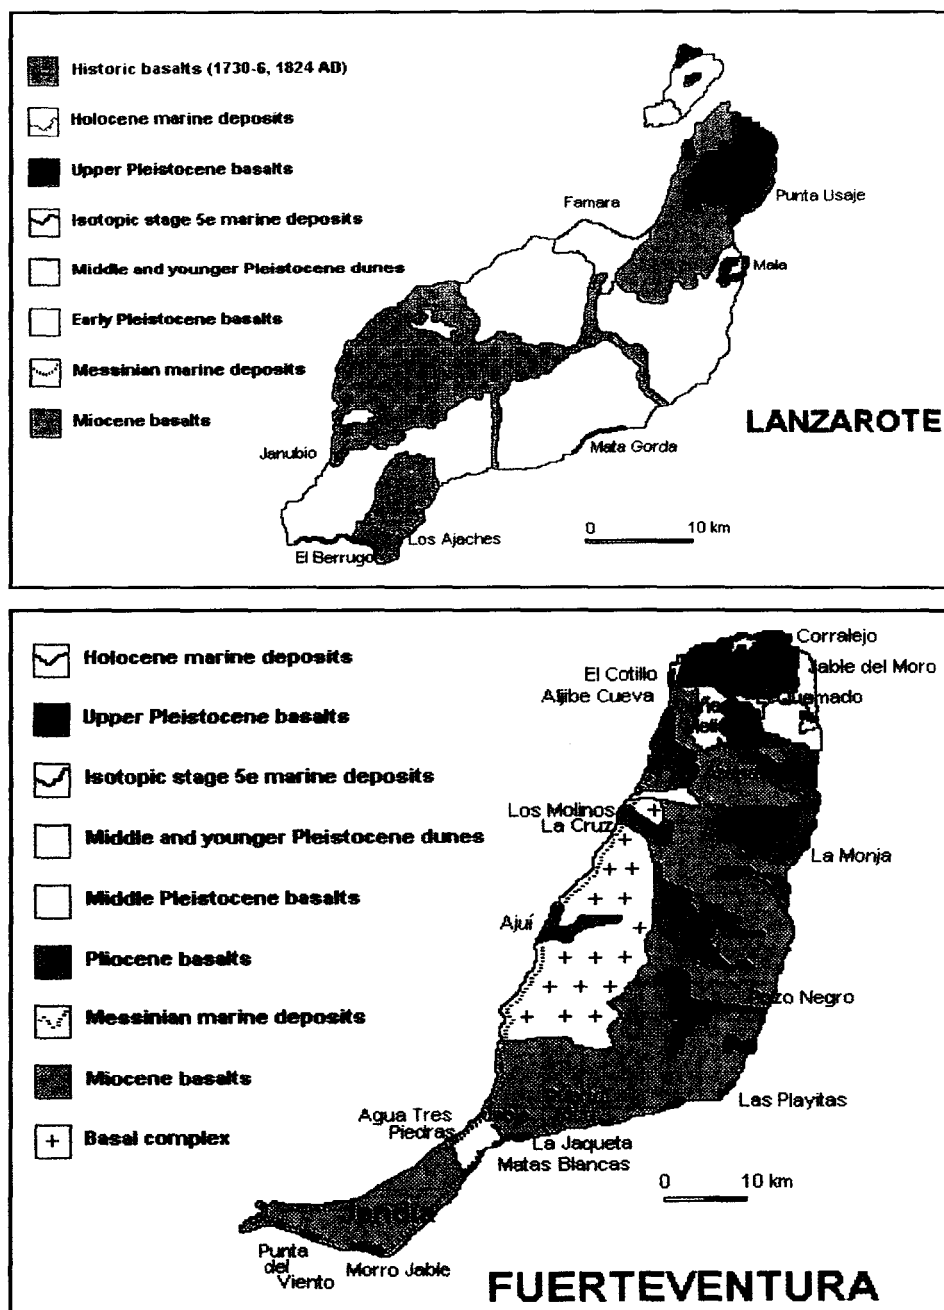 Historic basalts (1730-6, 1824 AD)
Holocene marine deposits
Upper Pleistocene basalts
Isotopic stage 5e marine deposits
Middle and younger Pleistocene dunes
Early Pleistocene basalts
Messinian marine deposits
Miocene basalts
Famara
Punta Usaje
Mala
LANZAROTE
Janubio
Mata Gorda
0 10 km
Los Ajaches
El Berrugo
Holocene marine deposits
Upper Pleistocene basalts
Isotopic stage 5e marine deposits
Middle and younger Pleistocene dunes
Middle Pleistocene basalts
Pliocene basalts
Messinian marine deposits
Miocene basalts
Basal complex
Corralejo
El Cotillo
Jable del Moro
Aljibe Cueva
Los Molinos
La Cruz
La Monja
Ajuí
Pozo Negro
Las Playitas
Agua Tres
Piedras
La Jaqueta
Matas Blancas
0 10 km
Jandía
Punta
del
Viento
Morro Jable
FUERTEVENTURA